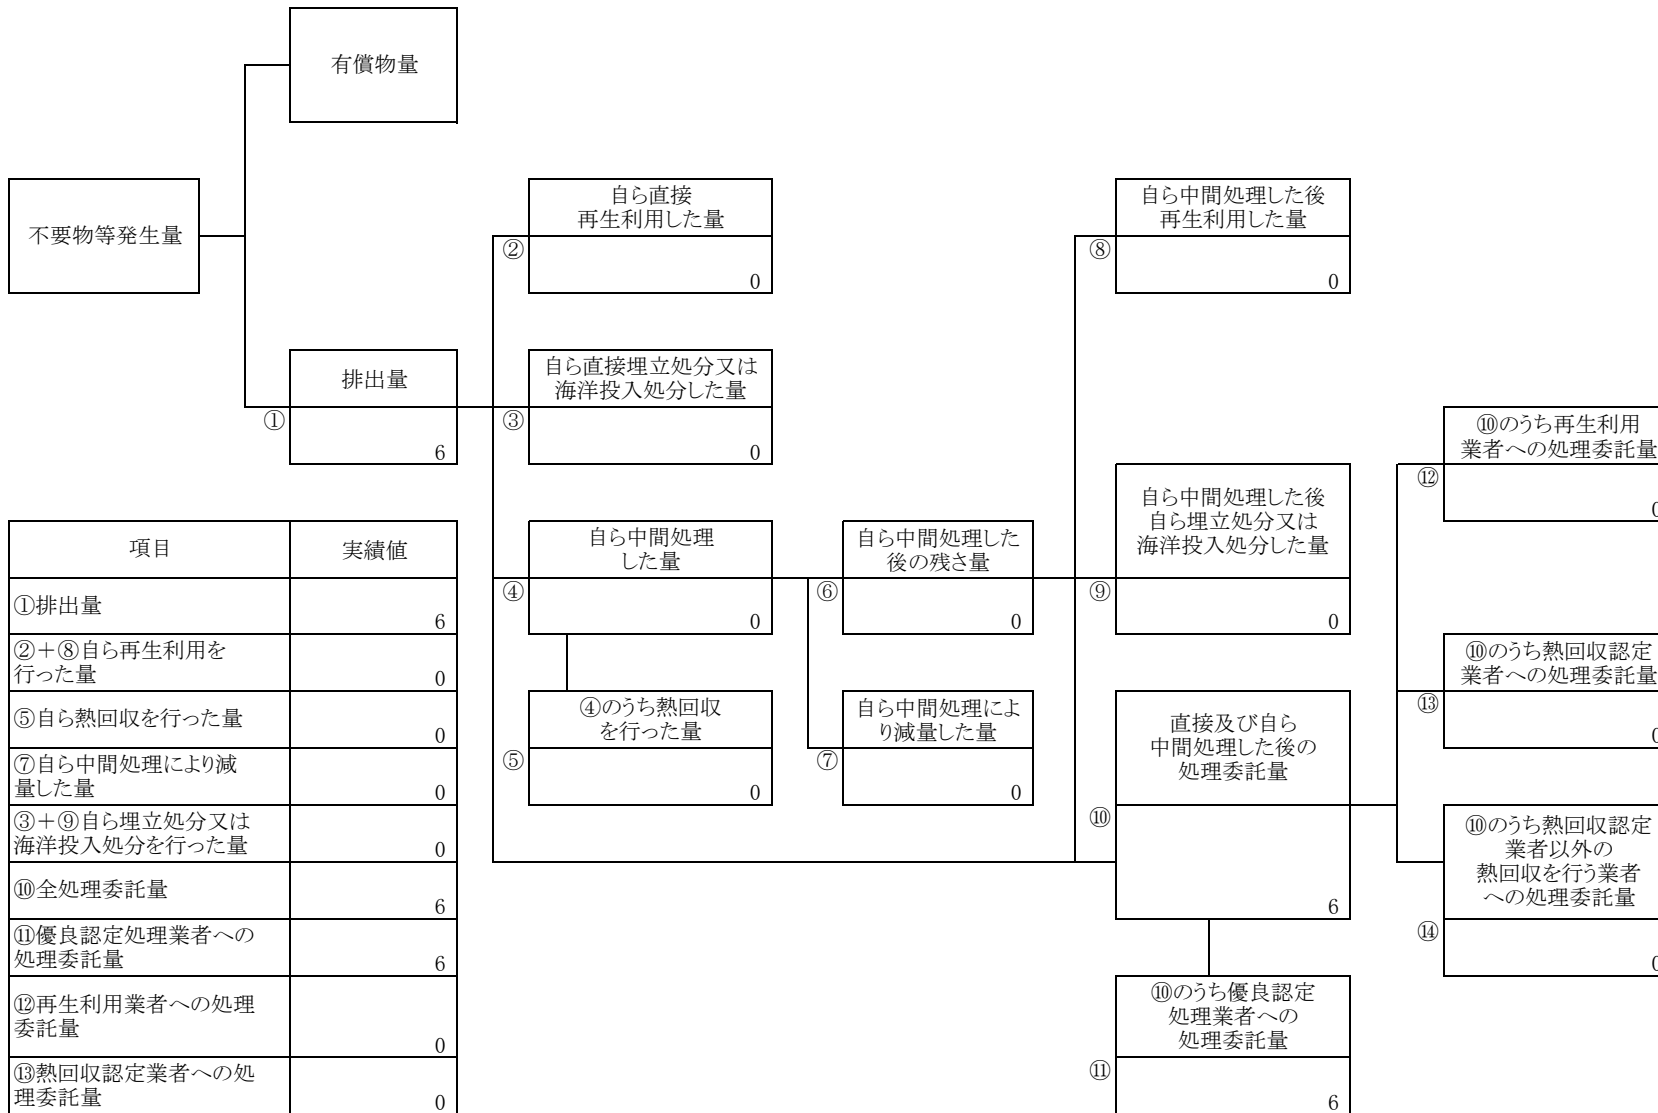 有償物量
不要物等発生量
自ら直接
再生利用した量
②
0
自ら中間処理した後
再生利用した量
⑧
0
排出量
①
6
自ら直接埋立処分又は
海洋投入処分した量
③
0
⑩のうち再生利用
業者への処理委託量
⑫
0
自ら中間処理した後
自ら埋立処分又は
海洋投入処分した量
⑨
0
自ら中間処理
した量
④
0
自ら中間処理した
後の残さ量
⑥
0
⑩のうち熱回収認定
業者への処理委託量
⑬
0
④のうち熱回収
を行った量
⑤
0
自ら中間処理によ
り減量した量
⑦
0
直接及び自ら
中間処理した後の
処理委託量
⑩
6
⑩のうち熱回収認定
業者以外の
熱回収を行う業者
への処理委託量
⑭
0
⑩のうち優良認定
処理業者への
処理委託量
⑪
6
項目 実績値
①排出量 6
②＋⑧自ら再生利用を
行った量 0
⑤自ら熱回収を行った量 0
⑦自ら中間処理により減
量した量 0
③＋⑨自ら埋立処分又は
海洋投入処分を行った量 0
⑩全処理委託量 6
⑪優良認定処理業者への
処理委託量 6
⑫再生利用業者への処理
委託量 0
⑬熱回収認定業者への処
理委託量 0